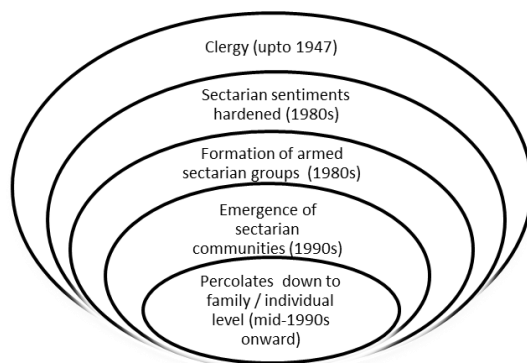 Clergy (upto 1947)
Sectarian sentiments
hardened (1980s)
Formation of armed
sectarian groups (1980s)
Emergence of
sectarian
communities (1990s)
Percolates down to
family / individual
level (mid-1990s
onward)